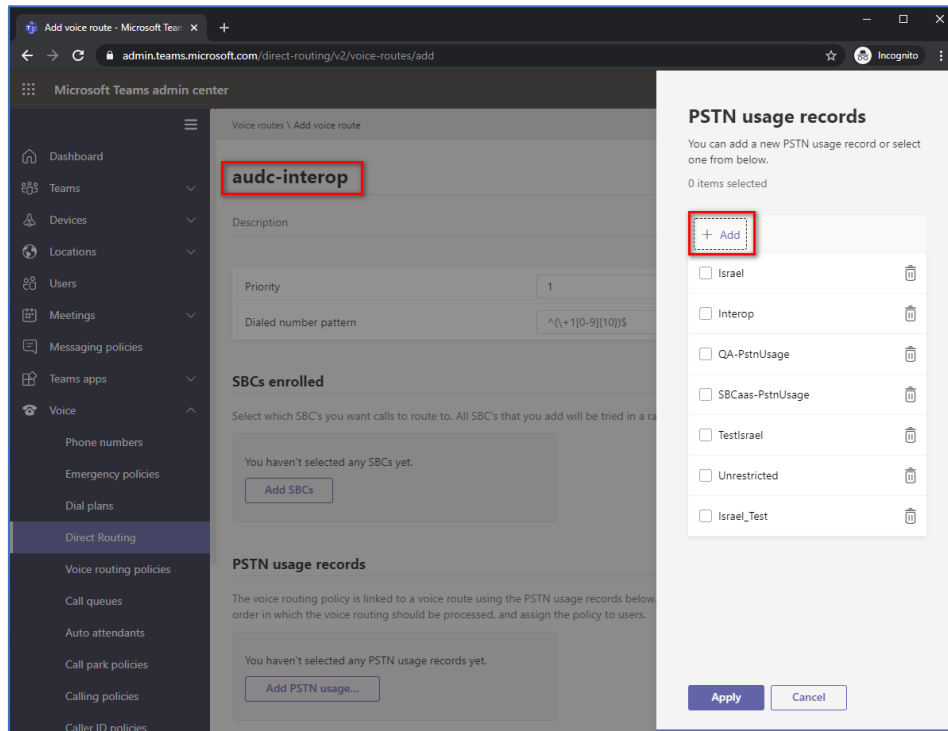 Add voice route - Microsoft Tear
admin.teams.microsoft.com/direct-routing/v2/voice-routes/add
Incognito
Microsoft Teams admin center
Dashboard
Teams
Devices
Locations
Users
Meetings
Messaging policies
Teams apps
Voice
Phone numbers
Emergency policies
Dial plans
Direct Routing
Voice routing policies
Call queues
Auto attendants
Call park policies
Calling policies
Caller ID policies
Voice routes \ Add voice route
audc-interop
Description
Priority
1
Dialed number pattern
^(\+1[0-9]{10})$
SBCs enrolled
Select which SBC's you want calls to route to. All SBC's that you add will be tried in a ra
You haven't selected any SBCs yet.
Add SBCs
PSTN usage records
The voice routing policy is linked to a voice route using the PSTN usage records below.
order in which the voice routing should be processed, and assign the policy to users.
You haven't selected any PSTN usage records yet.
Add PSTN usage...
PSTN usage records
You can add a new PSTN usage record or select
one from below.
0 items selected
+ Add
Israel
Interop
QA-PstnUsage
SBCaas-PstnUsage
TestIsrael
Unrestricted
Israel_Test
Apply
Cancel